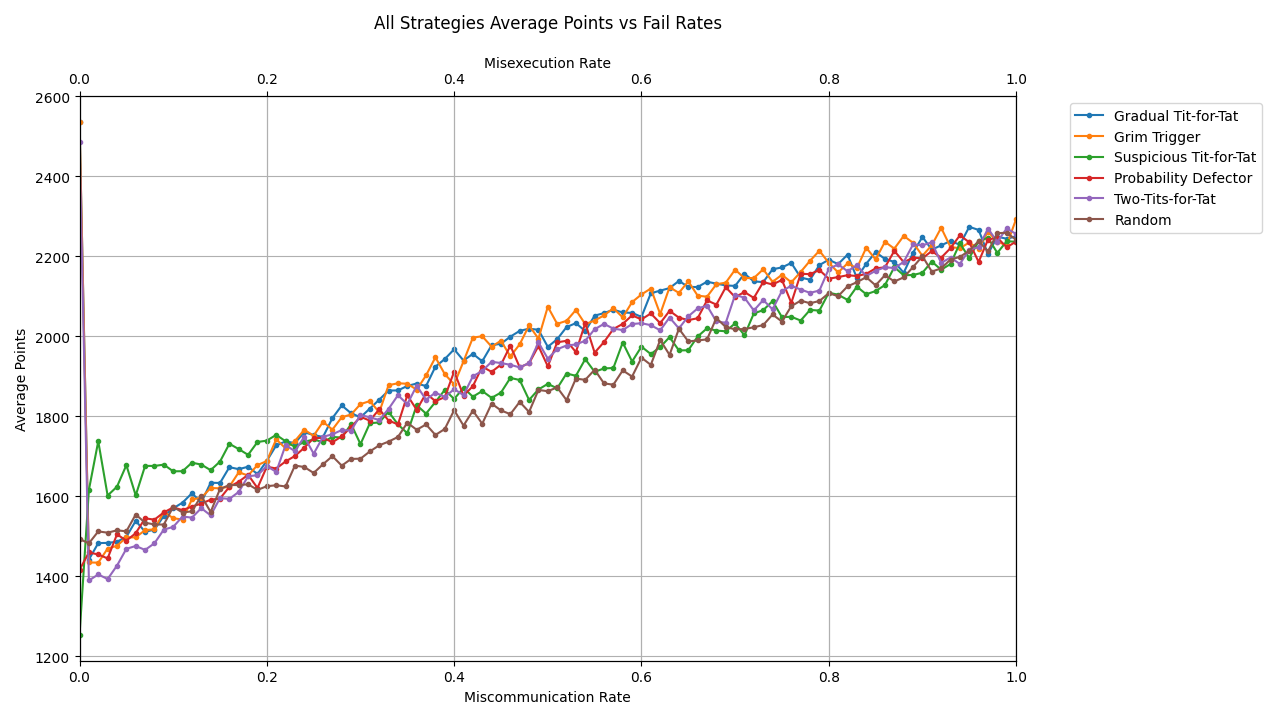 All Strategies Average Points vs Fail Rates
Misexecution Rate
0.0 0.2 0.4 0.6 0.8 1.0
2600
2400
2200
2000
1800
1600
1400
1200
Average Points
0.0 0.2 0.4 0.6 0.8 1.0
Miscommunication Rate
Gradual Tit-for-Tat
Grim Trigger
Suspicious Tit-for-Tat
Probability Defector
Two-Tits-for-Tat
Random